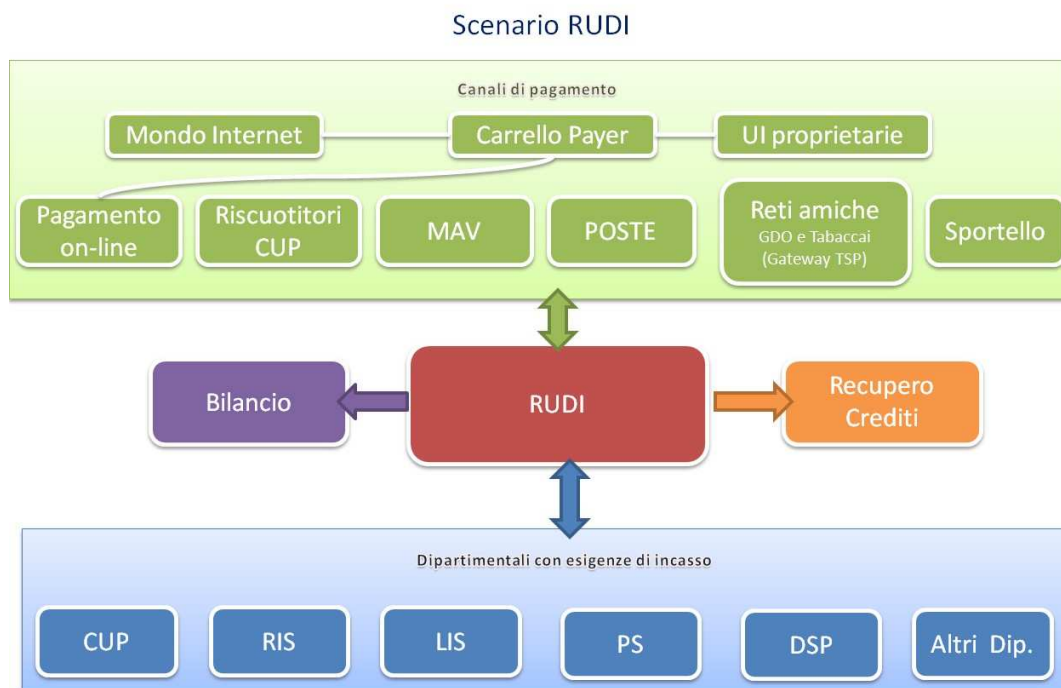 Scenario RUDI
Canali di pagamento
Mondo Internet
Carrello Payer
UI proprietarie
Pagamento
on-line
Riscuotitori
CUP
MAV
POSTE
Reti amiche
GDO e Tabaccai
(Gateway TSP)
Sportello
Bilancio
RUDI
Recupero
Crediti
Dipartimentali con esigenze di incasso
CUP
RIS
LIS
PS
DSP
Altri Dip.